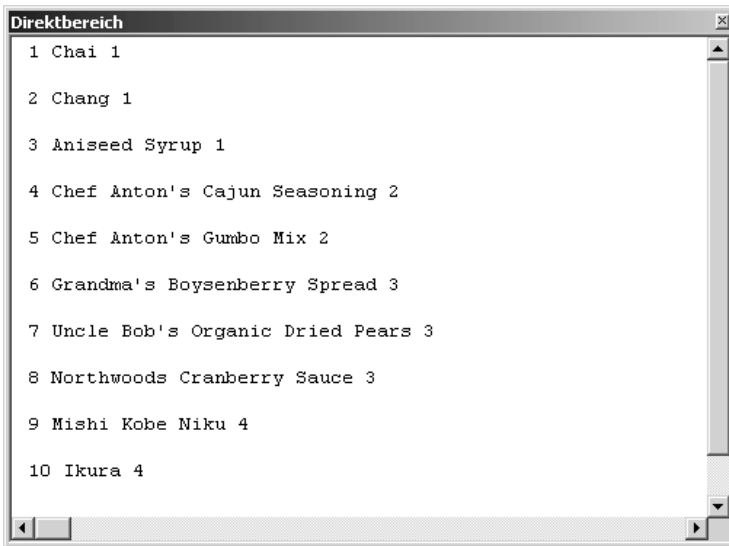 Direktbereich
1 Chai 1
2 Chang 1
3 Aniseed Syrup 1
4 Chef Anton's Cajun Seasoning 2
5 Chef Anton's Gumbo Mix 2
6 Grandma's Boysenberry Spread 3
7 Uncle Bob's Organic Dried Pears 3
8 Northwoods Cranberry Sauce 3
9 Mishi Kobe Niku 4
10 Ikura 4